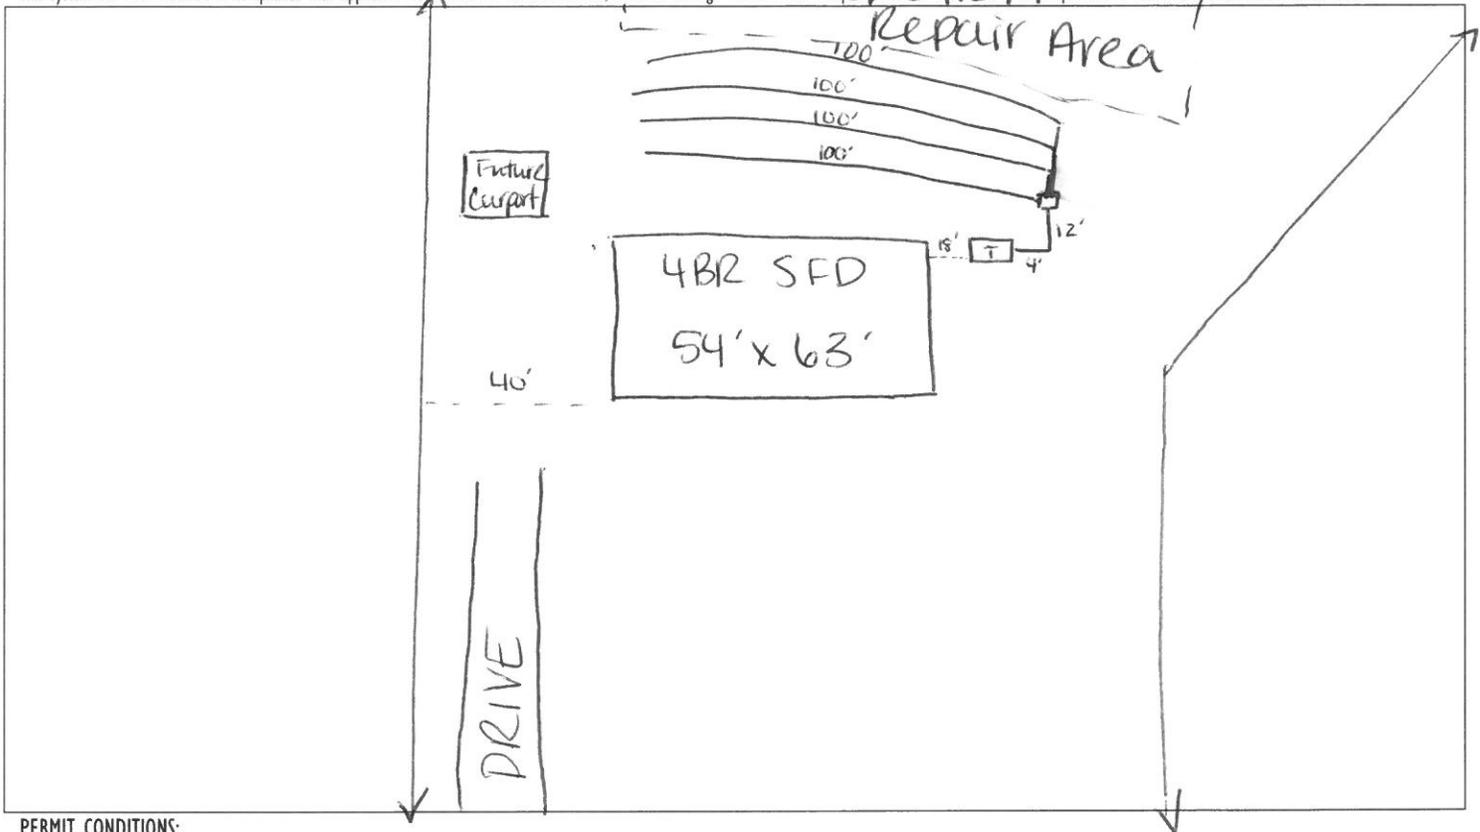 Repair Area
100'
100'
100'
100'
Future
Carport
12'
18'
T
4'
4BR SFD
54' x 63'
40'
DRIVE
PERMIT CONDITIONS: